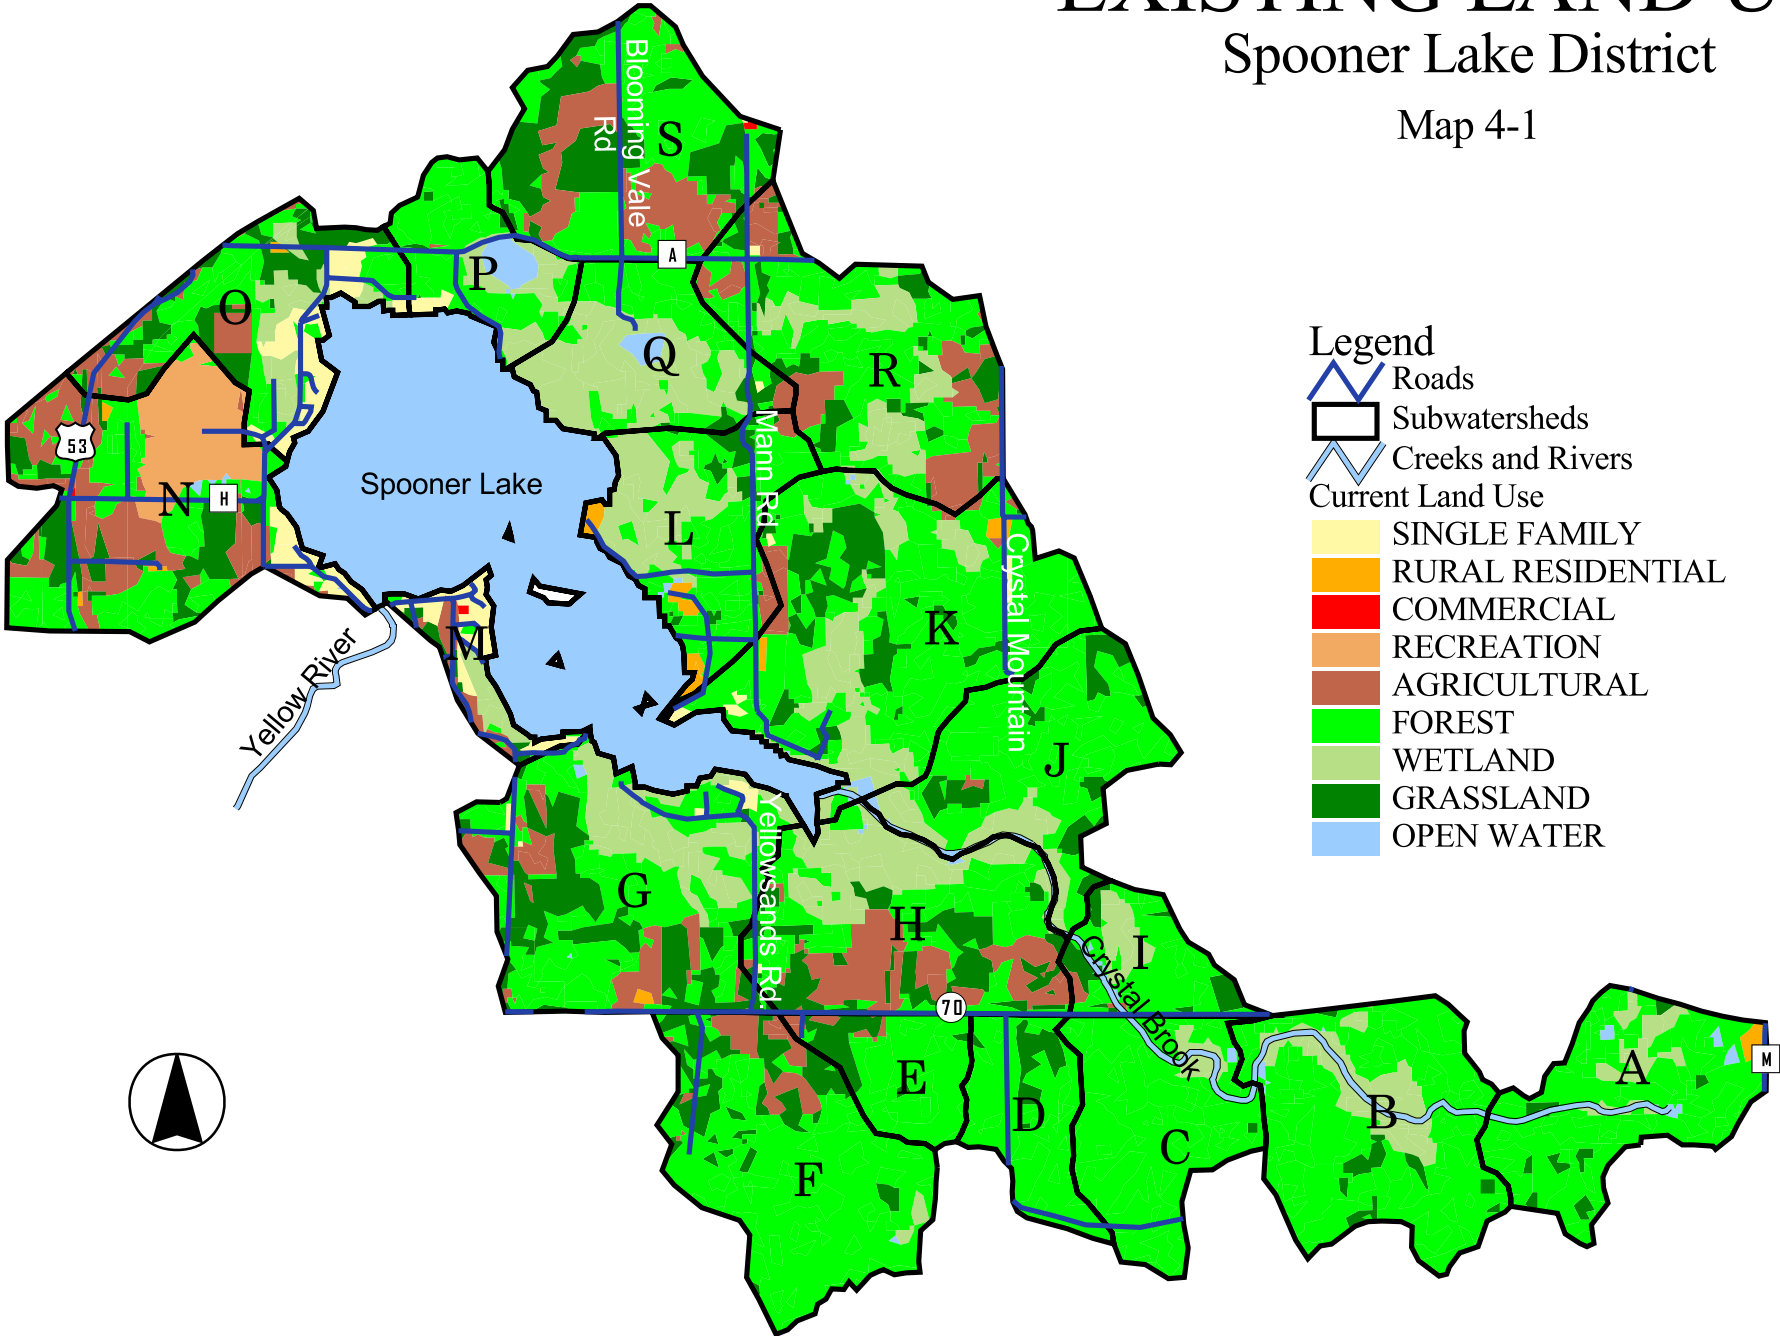 EXISTING LAND U
Spooner Lake District
Map 4-1
Blooming Vale
Rd
S
A
P
O
Q
R
Mann Rd
53
Spooner Lake
N
H
L
Crystal Mountain
K
M
Yellow River
J
Yellowsands Rd.
G
H
I
Crystal Brook
70
E
D
C
B
A
M
F
Legend
Roads
Subwatersheds
Creeks and Rivers
Current Land Use
SINGLE FAMILY
RURAL RESIDENTIAL
COMMERCIAL
RECREATION
AGRICULTURAL
FOREST
WETLAND
GRASSLAND
OPEN WATER